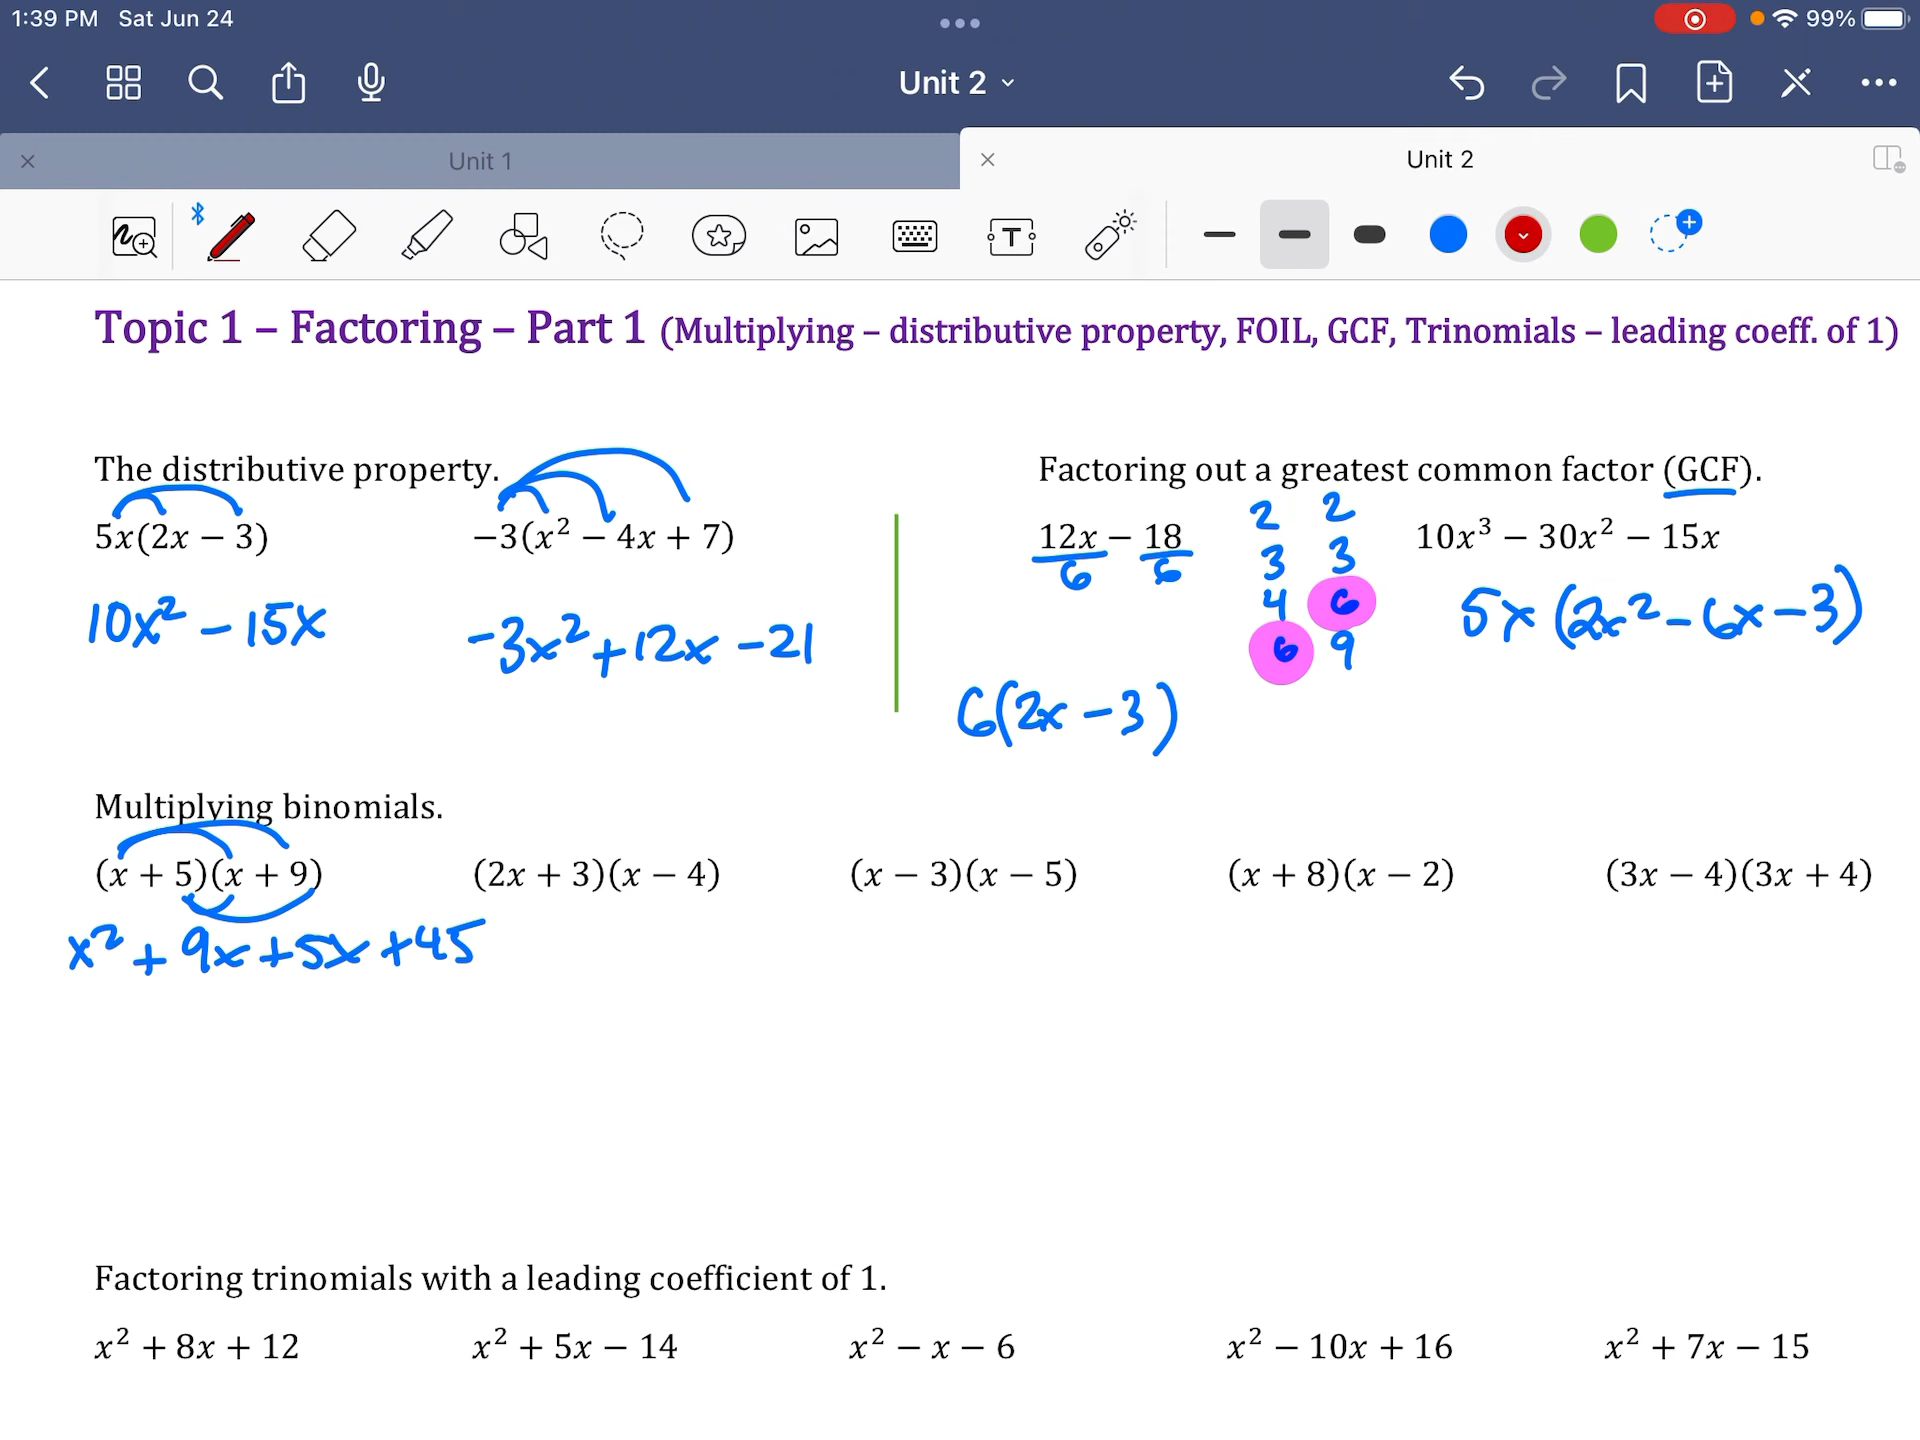 1:39 PM Sat Jun 24
99%
Unit 2
Unit 1
Unit 2
T
Topic 1 – Factoring – Part 1 (Multiplying – distributive property, FOIL, GCF, Trinomials – leading coeff. of 1)
The distributive property.
5x(2x − 3)
−3(x² − 4x + 7)
10x² − 15x
−3x² + 12x − 21
Factoring out a greatest common factor (GCF).
12x − 18
6 6
2 2
3 3
4 6
6 9
6(2x − 3)
10x³ − 30x² − 15x
5x (2x² − 6x − 3)
Multiplying binomials.
(x + 5)(x + 9)
(2x + 3)(x − 4)
(x − 3)(x − 5)
(x + 8)(x − 2)
(3x − 4)(3x + 4)
x² + 9x + 5x + 45
Factoring trinomials with a leading coefficient of 1.
x² + 8x + 12
x² + 5x − 14
x² − x − 6
x² − 10x + 16
x² + 7x − 15